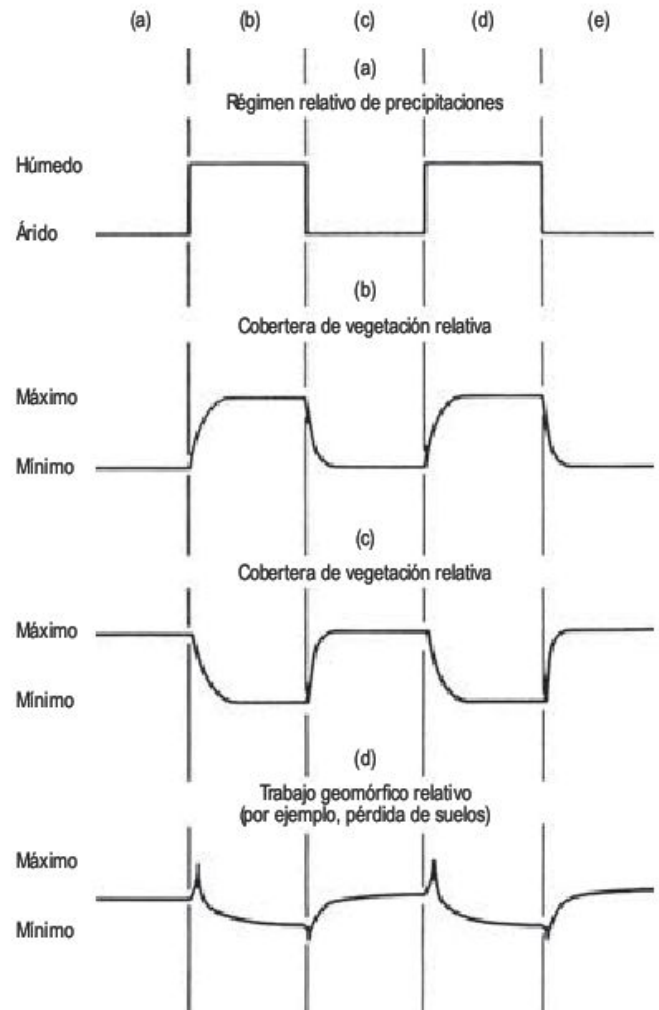 (a) (b) (c) (d) (e)
(a)
Régimen relativo de precipitaciones
Húmedo
Árido
(b)
Cobertera de vegetación relativa
Máximo
Mínimo
(c)
Cobertera de vegetación relativa
Máximo
Mínimo
(d)
Trabajo geomórfico relativo
(por ejemplo, pérdida de suelos)
Máximo
Mínimo